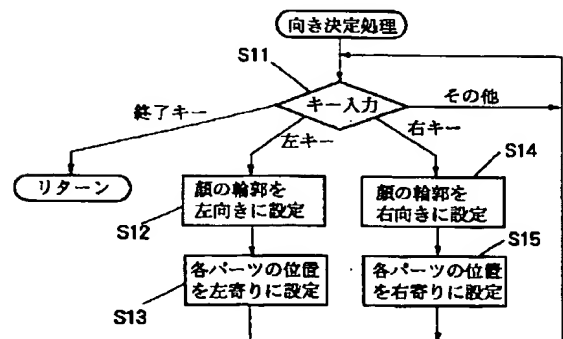 向き決定処理
S11
キー入力
その他
終了キー
左キー
右キー
リターン
S12
顔の輪郭を
左向きに設定
S14
顔の輪郭を
右向きに設定
S13
各パーツの位置
を左寄りに設定
S15
各パーツの位置
を右寄りに設定